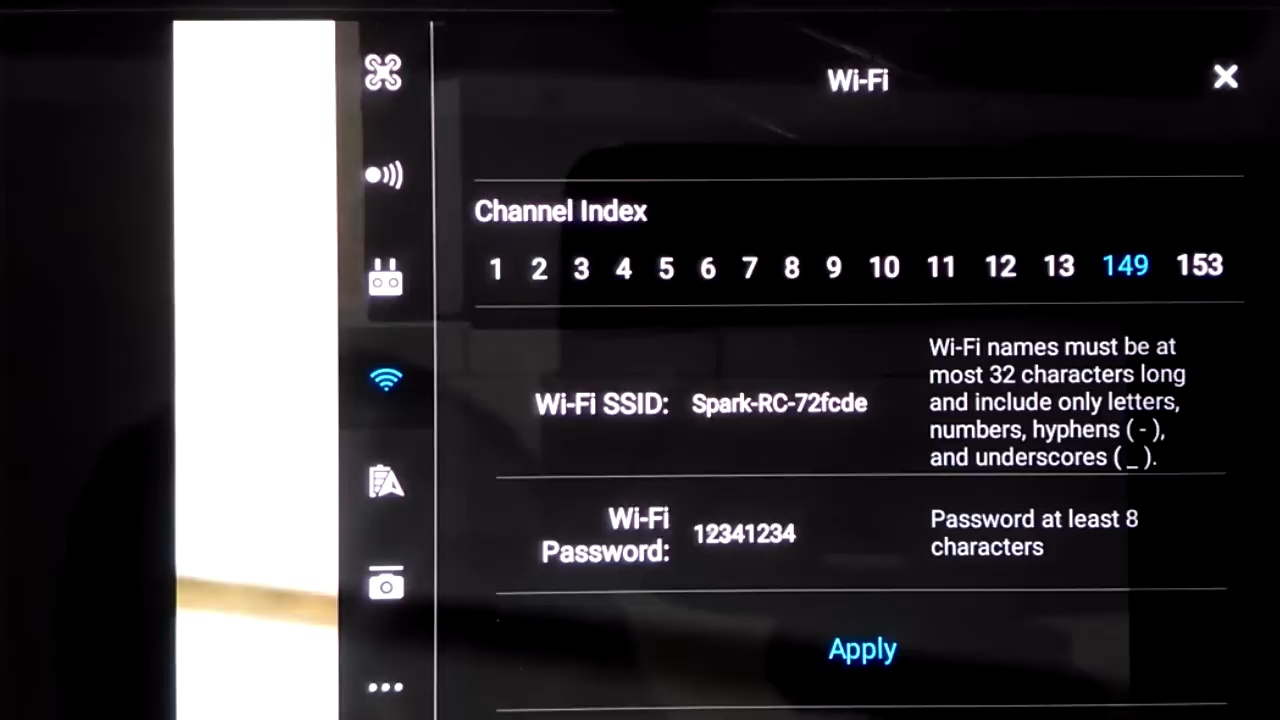 Wi-Fi
Channel Index
1 2 3 4 5 6 7 8 9 10 11 12 13 149 153
Wi-Fi SSID: Spark-RC-72fcde
Wi-Fi names must be at
most 32 characters long
and include only letters,
numbers, hyphens ( - ),
and underscores ( _ ).
Wi-Fi
Password: 12341234
Password at least 8
characters
Apply